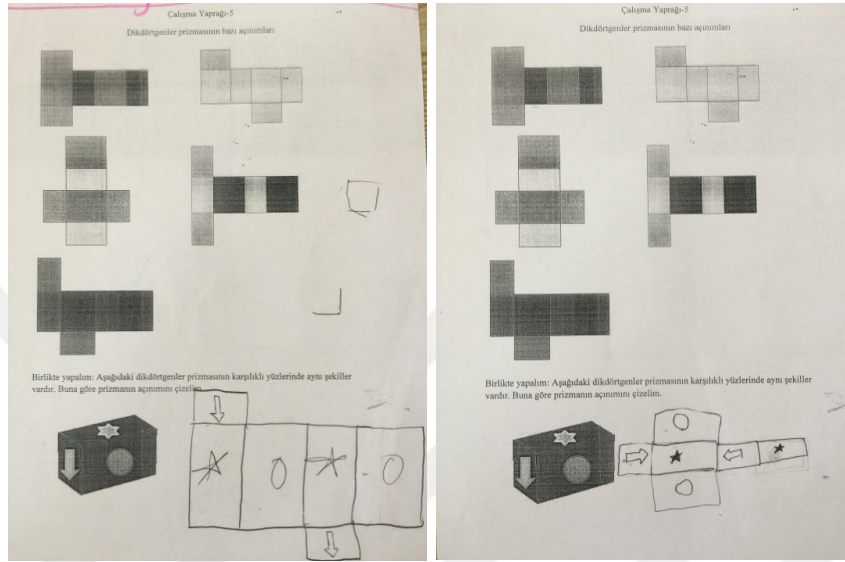 Çalışma Yaprağı-5
Dikdörtgenler prizmasının bazı açınımları
Birlikte yapalım: Aşağıdaki dikdörtgenler prizmasının karşılıklı yüzlerinde aynı şekiller
vardır. Buna göre prizmanın açınımını çizelim.
Çalışma Yaprağı-5
Dikdörtgenler prizmasının bazı açınımları
Birlikte yapalım: Aşağıdaki dikdörtgenler prizmasının karşılıklı yüzlerinde aynı şekiller
vardır. Buna göre prizmanın açınımını çizelim.